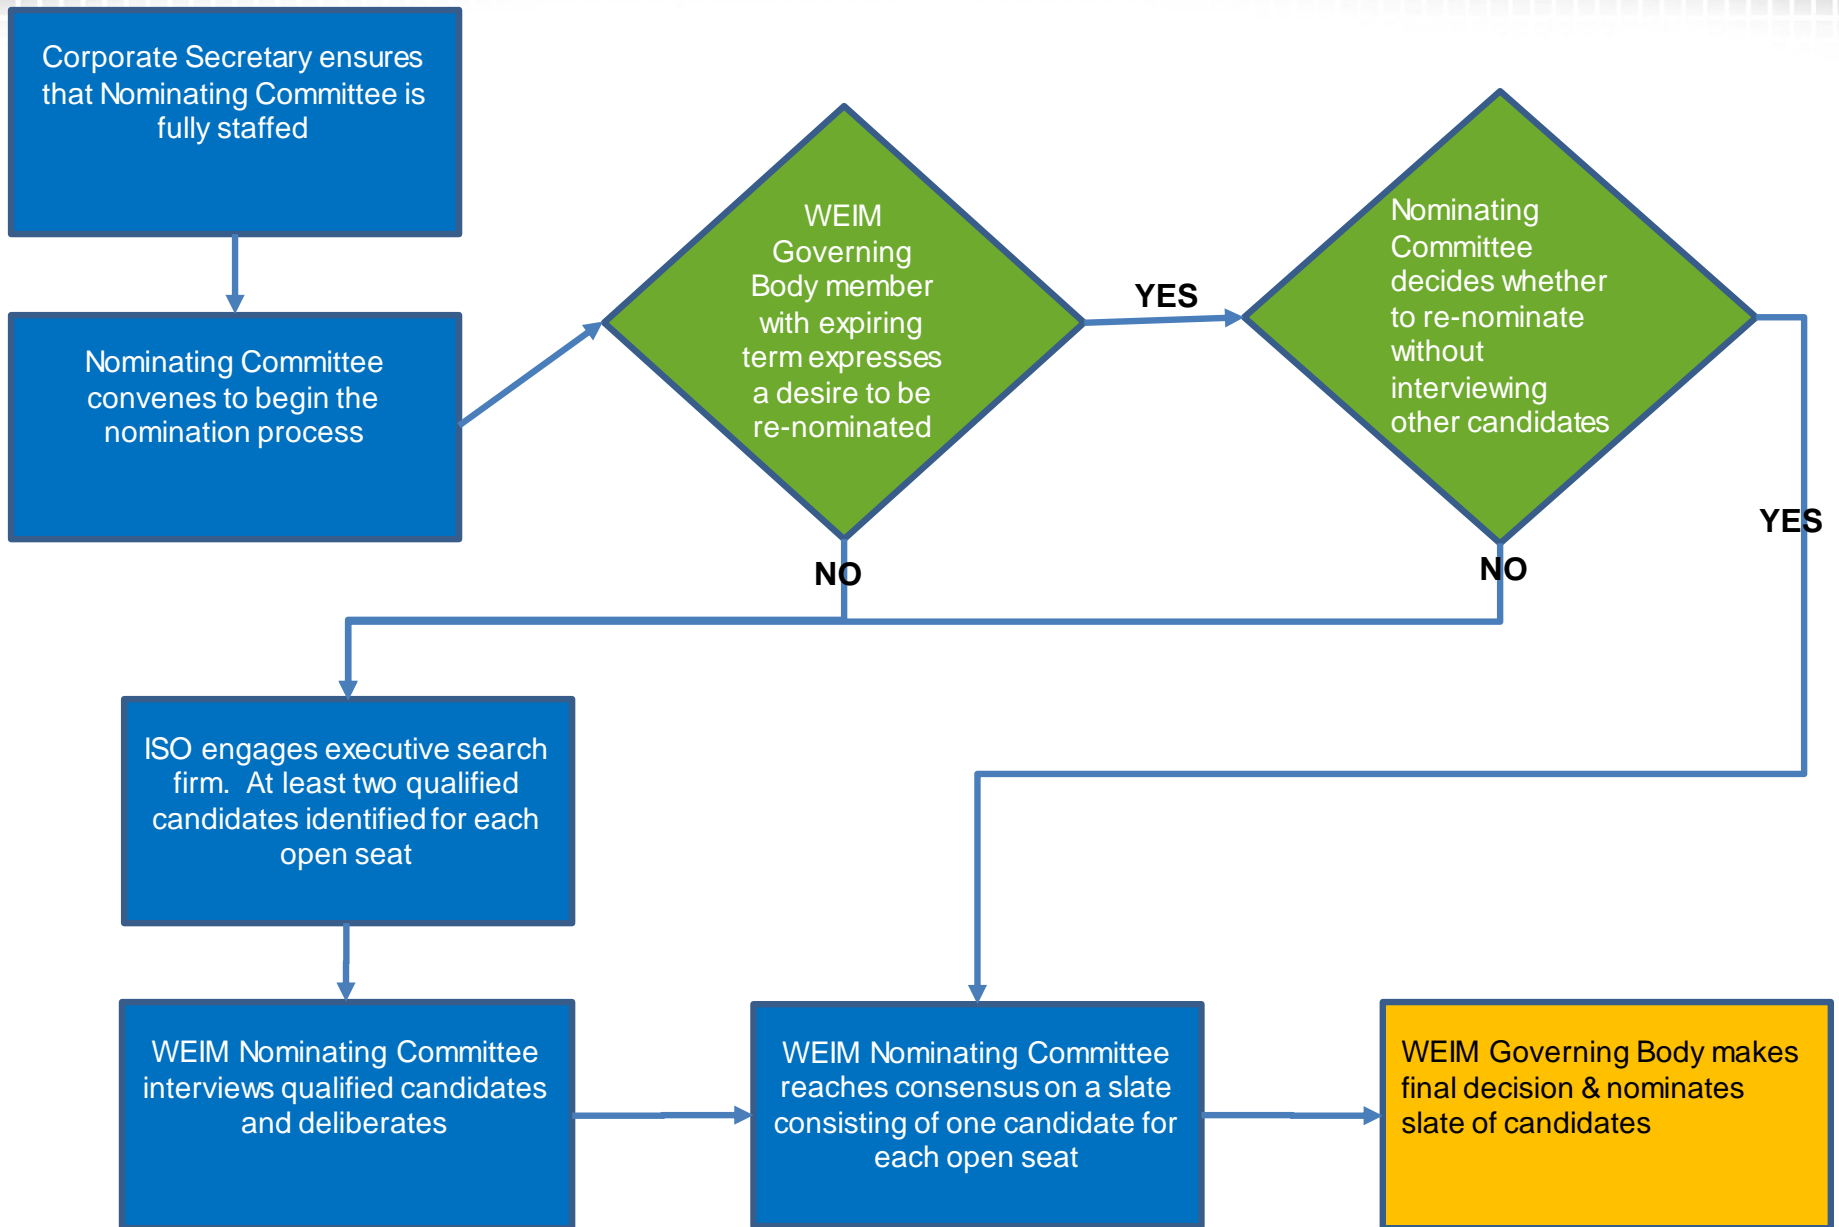 Corporate Secretary ensures
that Nominating Committee is
fully staffed
Nominating Committee
convenes to begin the
nomination process
WEIM
Governing
Body member
with expiring
term expresses
a desire to be
re-nominated
YES
Nominating
Committee
decides whether
to re-nominate
without
interviewing
other candidates
YES
NO
NO
ISO engages executive search
firm.  At least two qualified
candidates identified for each
open seat
WEIM Nominating Committee
interviews qualified candidates
and deliberates
WEIM Nominating Committee
reaches consensus on a slate
consisting of one candidate for
each open seat
WEIM Governing Body makes
final decision & nominates
slate of candidates